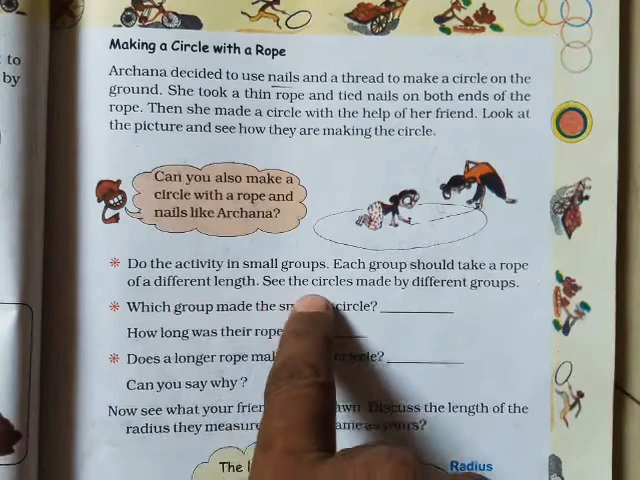 to
by
Making a Circle with a Rope
Archana decided to use nails and a thread to make a circle on the
ground. She took a thin rope and tied nails on both ends of the
rope. Then she made a circle with the help of her friend. Look at
the picture and see how they are making the circle.
Can you also make a
circle with a rope and
nails like Archana?
Do the activity in small groups. Each group should take a rope
of a different length. See the circles made by different groups.
Which group made the circle?
How long was their rope
Does a longer rope
Can you say why ?
Now see what your Discuss the length of the
radius they yours?
The
Radius